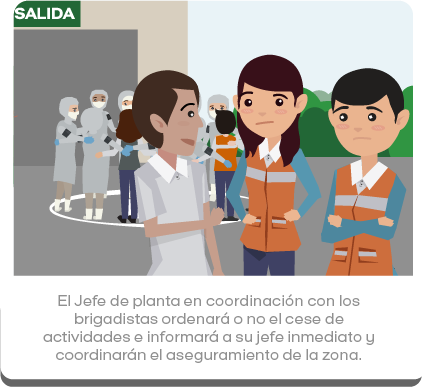 SALIDA
El Jefe de planta en coordinación con los
brigadistas ordenará o no el cese de
actividades e informará a su jefe inmediato y
coordinarán el aseguramiento de la zona.